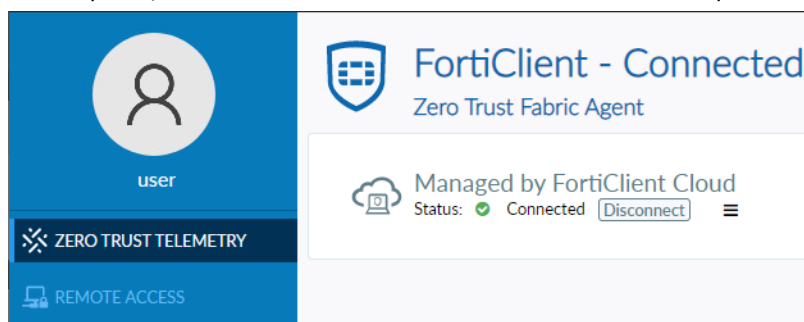 FortiClient - Connected
Zero Trust Fabric Agent
user
Managed by FortiClient Cloud
Status: Connected Disconnect
ZERO TRUST TELEMETRY
REMOTE ACCESS